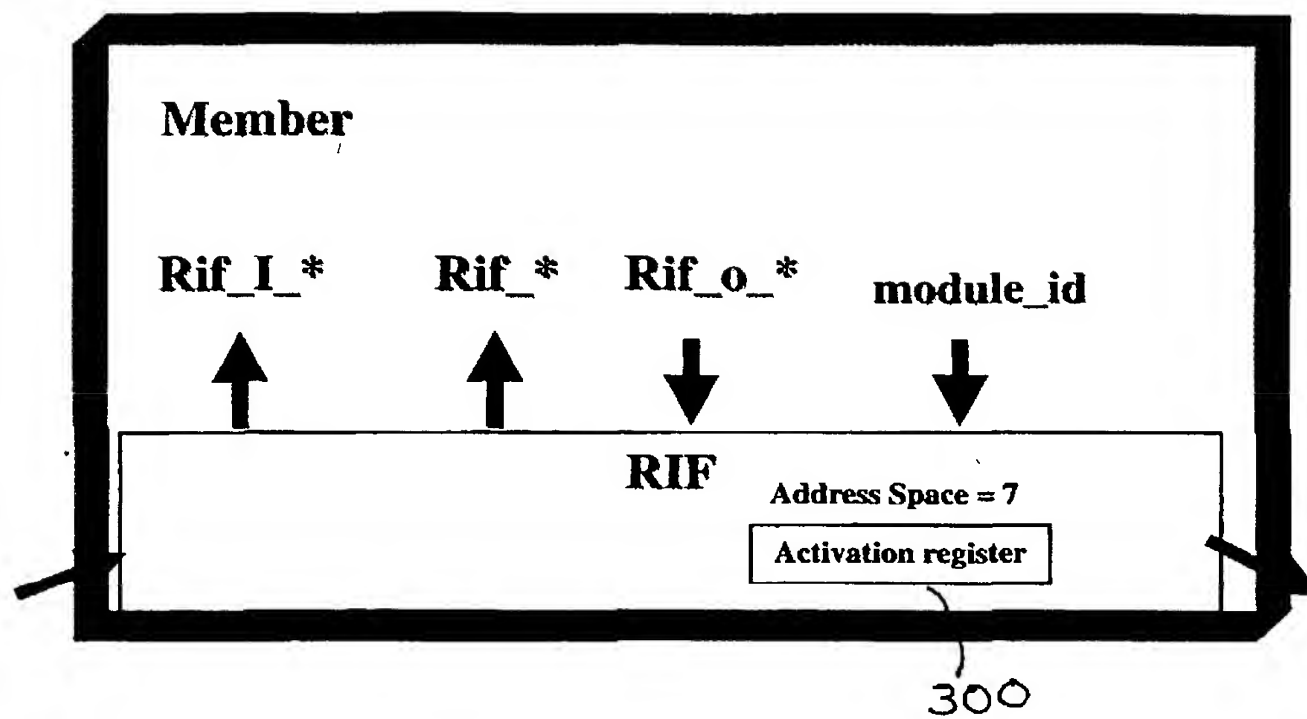 Member
Rif_I_* Rif_* Rif_o_* module_id
RIF
Address Space = 7
Activation register
300